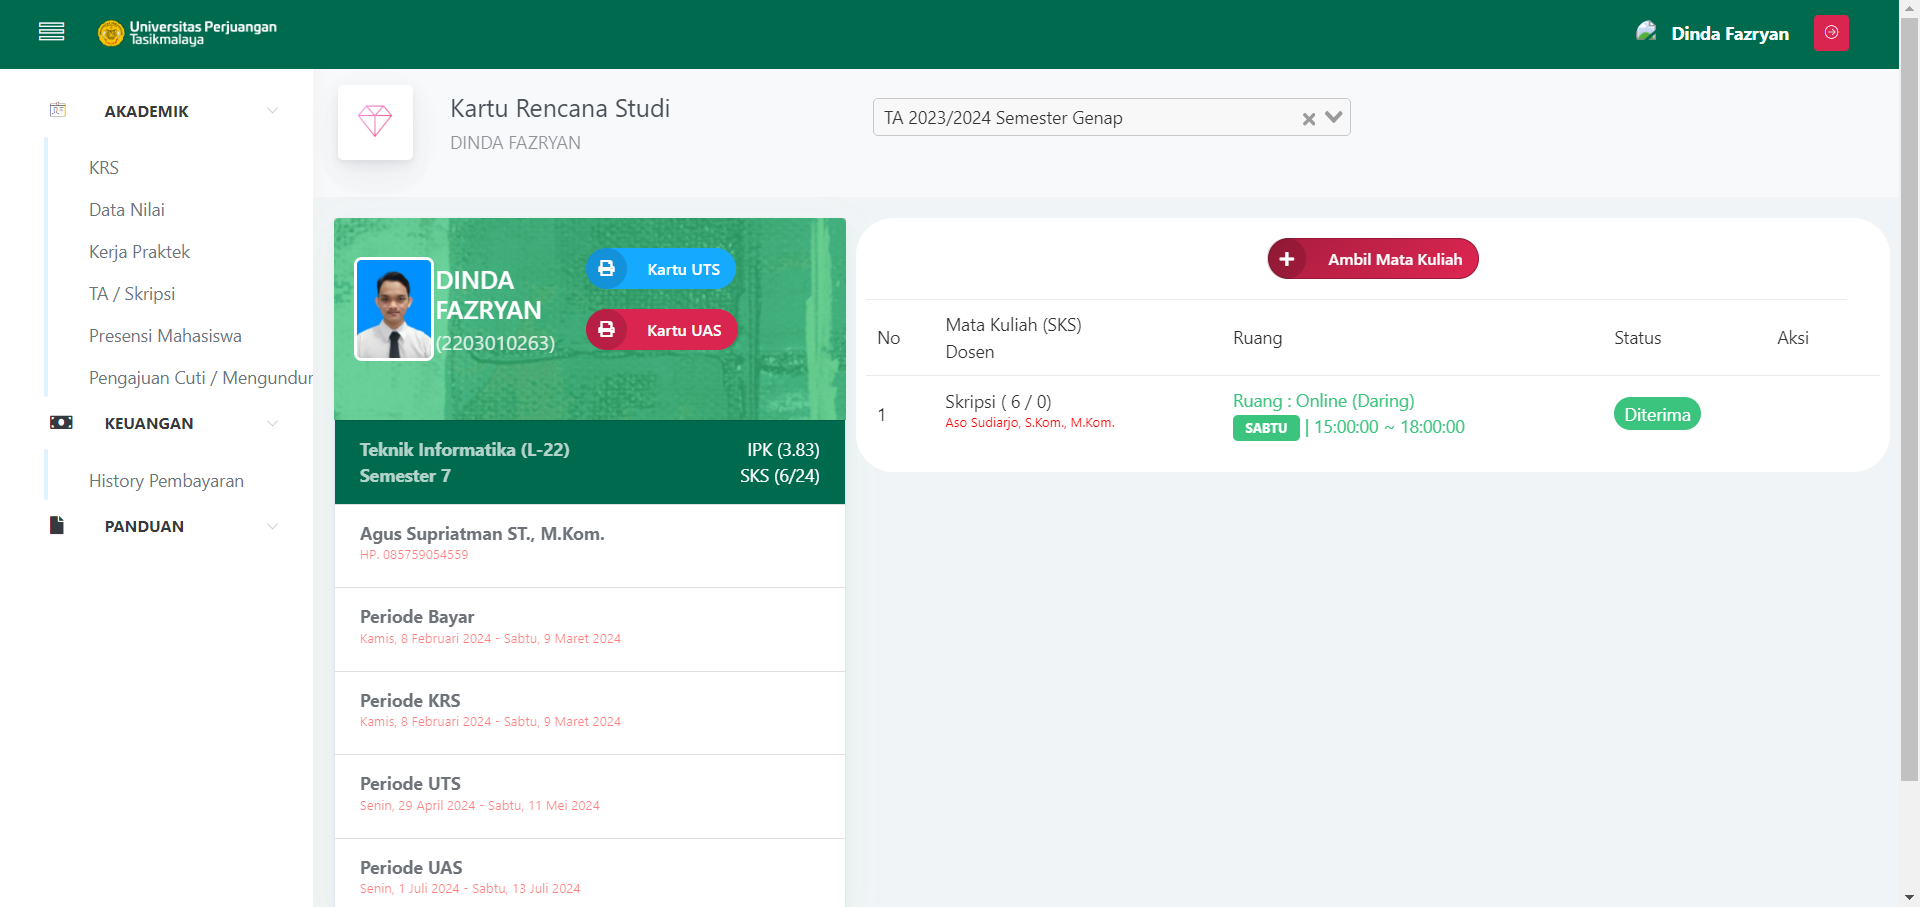 Universitas Perjuangan
Tasikmalaya
Dinda Fazryan
AKADEMIK
KRS
Data Nilai
Kerja Praktek
TA / Skripsi
Presensi Mahasiswa
Pengajuan Cuti / Mengundur
KEUANGAN
History Pembayaran
PANDUAN
Kartu Rencana Studi
DINDA FAZRYAN
TA 2023/2024 Semester Genap
DINDA
FAZRYAN
(2203010263)
Kartu UTS
Kartu UAS
Teknik Informatika (L-22)
IPK (3.83)
Semester 7
SKS (6/24)
Agus Supriatman ST., M.Kom.
HP. 085759054559
Periode Bayar
Kamis, 8 Februari 2024 - Sabtu, 9 Maret 2024
Periode KRS
Kamis, 8 Februari 2024 - Sabtu, 9 Maret 2024
Periode UTS
Senin, 29 April 2024 - Sabtu, 11 Mei 2024
Periode UAS
Senin, 1 Juli 2024 - Sabtu, 13 Juli 2024
Ambil Mata Kuliah
No
Mata Kuliah (SKS)
Dosen
Ruang
Status
Aksi
1
Skripsi ( 6 / 0)
Aso Sudiarjo, S.Kom., M.Kom.
Ruang : Online (Daring)
SABTU | 15:00:00 ~ 18:00:00
Diterima